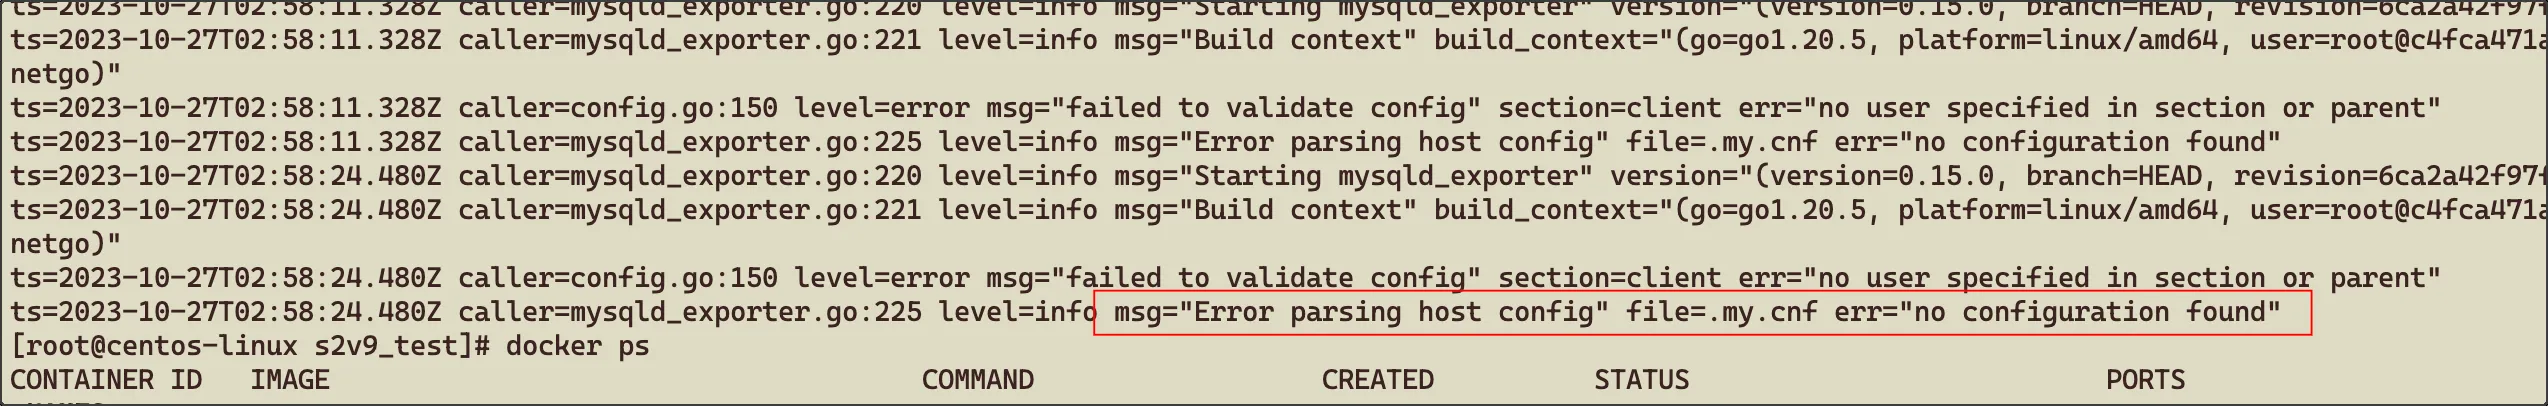 ts=2023-10-27T02:58:11.328Z caller=mysqld_exporter.go:220 level=info msg="Starting mysqld_exporter" version="(version=0.15.0, branch=HEAD, revision=6ca2a42f97f
ts=2023-10-27T02:58:11.328Z caller=mysqld_exporter.go:221 level=info msg="Build context" build_context="(go=go1.20.5, platform=linux/amd64, user=root@c4fca471a
netgo)"
ts=2023-10-27T02:58:11.328Z caller=config.go:150 level=error msg="failed to validate config" section=client err="no user specified in section or parent"
ts=2023-10-27T02:58:11.328Z caller=mysqld_exporter.go:225 level=info msg="Error parsing host config" file=.my.cnf err="no configuration found"
ts=2023-10-27T02:58:24.480Z caller=mysqld_exporter.go:220 level=info msg="Starting mysqld_exporter" version="(version=0.15.0, branch=HEAD, revision=6ca2a42f97f
ts=2023-10-27T02:58:24.480Z caller=mysqld_exporter.go:221 level=info msg="Build context" build_context="(go=go1.20.5, platform=linux/amd64, user=root@c4fca471a
netgo)"
ts=2023-10-27T02:58:24.480Z caller=config.go:150 level=error msg="failed to validate config" section=client err="no user specified in section or parent"
ts=2023-10-27T02:58:24.480Z caller=mysqld_exporter.go:225 level=info msg="Error parsing host config" file=.my.cnf err="no configuration found"
[root@centos-linux s2v9_test]# docker ps
CONTAINER ID IMAGE COMMAND CREATED STATUS PORTS